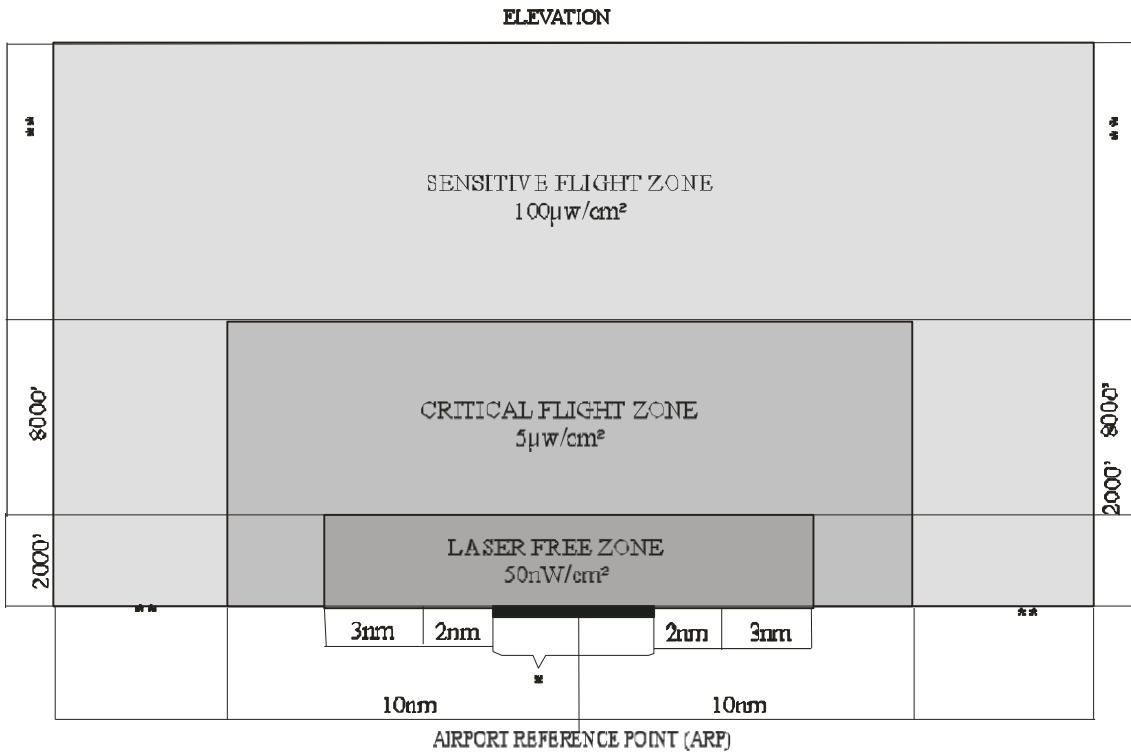 ELEVATION
**
**
SENSITIVE FLIGHT ZONE
100µw/cm²
8000'
CRITICAL FLIGHT ZONE
5µw/cm²
8000'
2000'
2000'
LASER FREE ZONE
50nW/cm²
**
**
3nm
2nm
2nm
3nm
*
10nm
10nm
AIRPORT REFERENCE POINT (ARP)